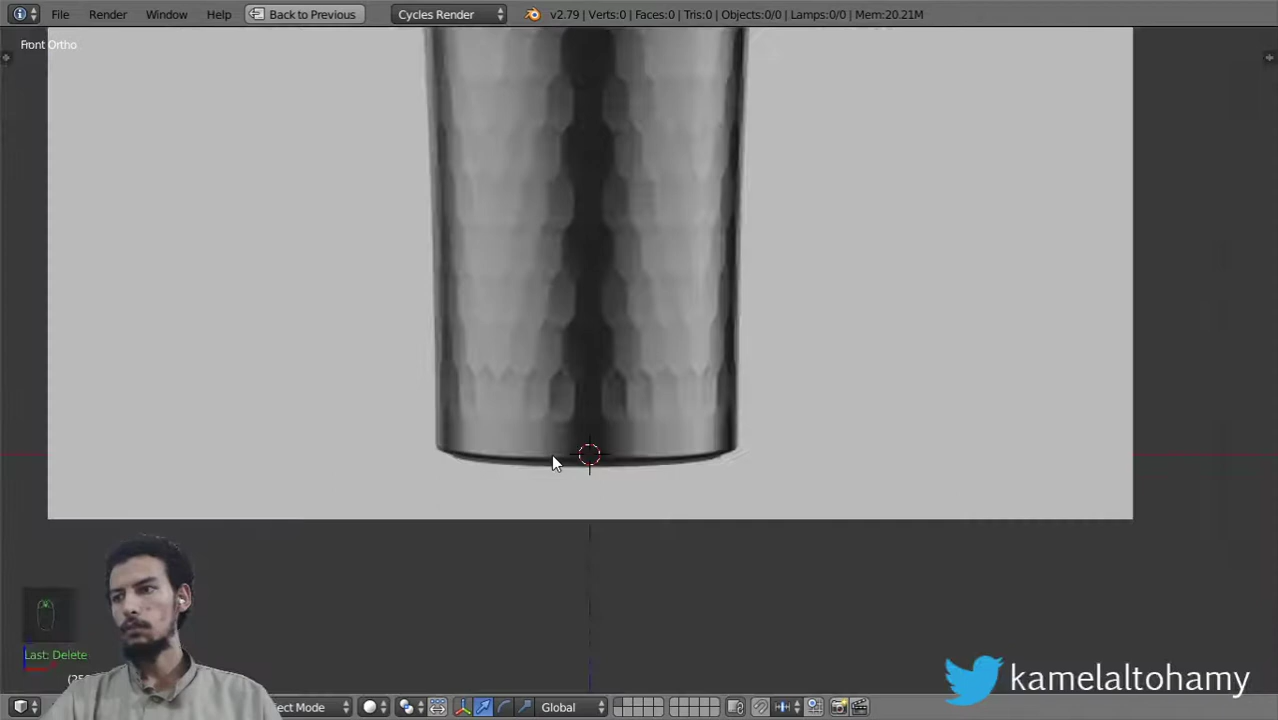 File Render Window Help Back to Previous Cycles Render v2.79 | Verts:0 | Faces:0 | Tris:0 | Objects:0/0 | Lamps:0/0 | Mem:20.21M
Front Ortho
Last: Delete
kamelaltohamy
ect Mode Global